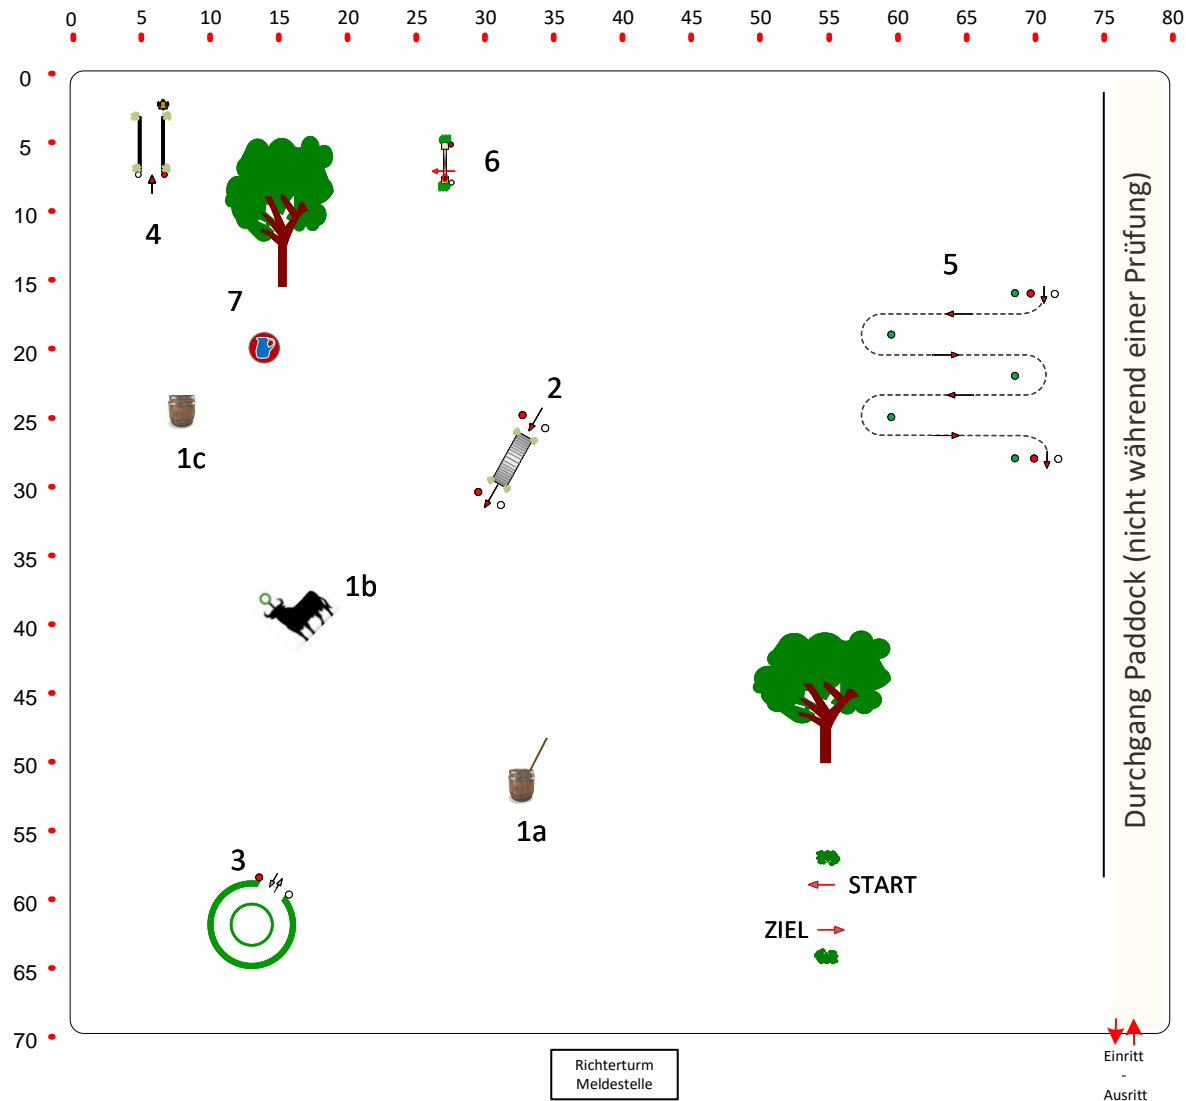 0 5 10 15 20 25 30 35 40 45 50 55 60 65 70 75 80
0
5
10
15
20
25
30
35
40
45
50
55
60
65
70
6
4
5
7
2
1c
1b
1a
3
START
ZIEL
Durchgang Paddock (nicht während einer Prüfung)
Richterturm
Meldestelle
Einritt
-
Ausritt